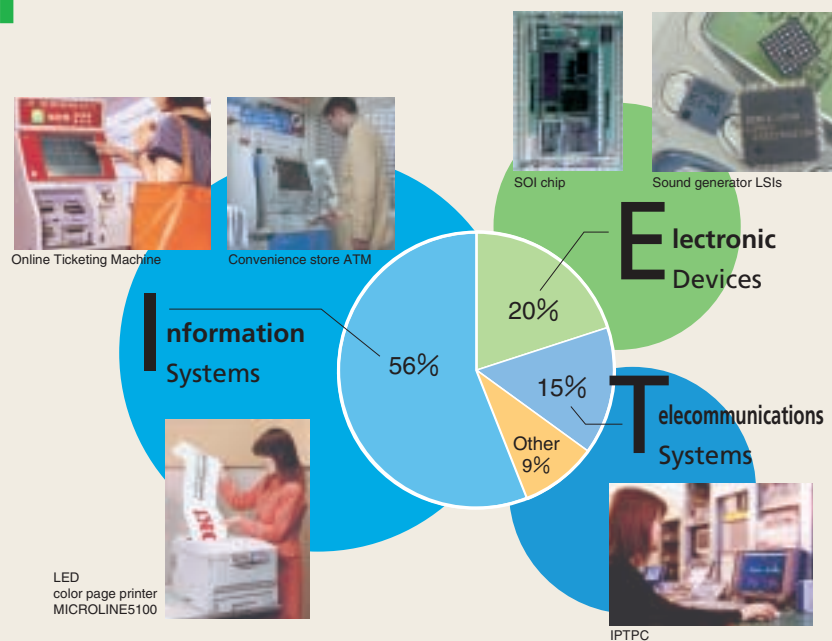 SOI chip
Sound generator LSIs
Online Ticketing Machine
Convenience store ATM
Electronic
Devices
20%
Information
Systems
56%
15%
Telecommunications
Systems
Other
9%
LED
color page printer
MICROLINE5100
IPTPC